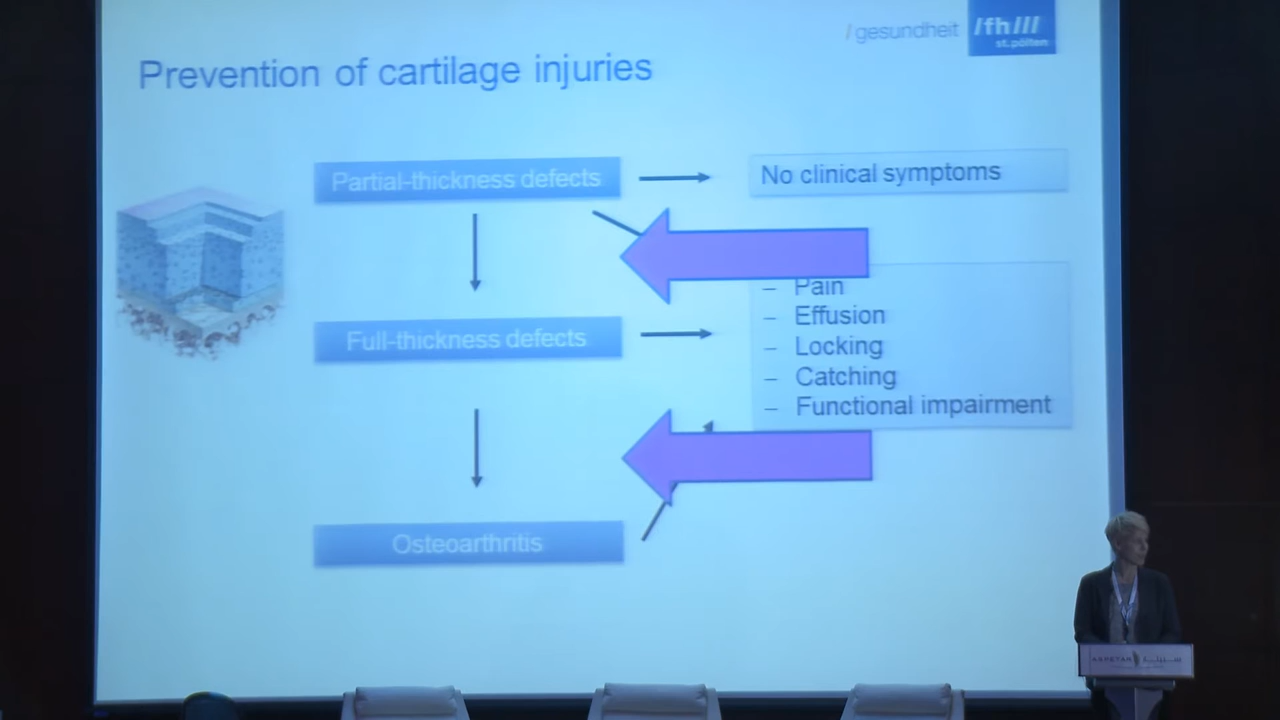 / gesundheit
/fh///
st.pölten
Prevention of cartilage injuries
Partial-thickness defects
No clinical symptoms
– Pain
– Effusion
Full-thickness defects
– Locking
– Catching
– Functional impairment
Osteoarthritis
ASPETAR